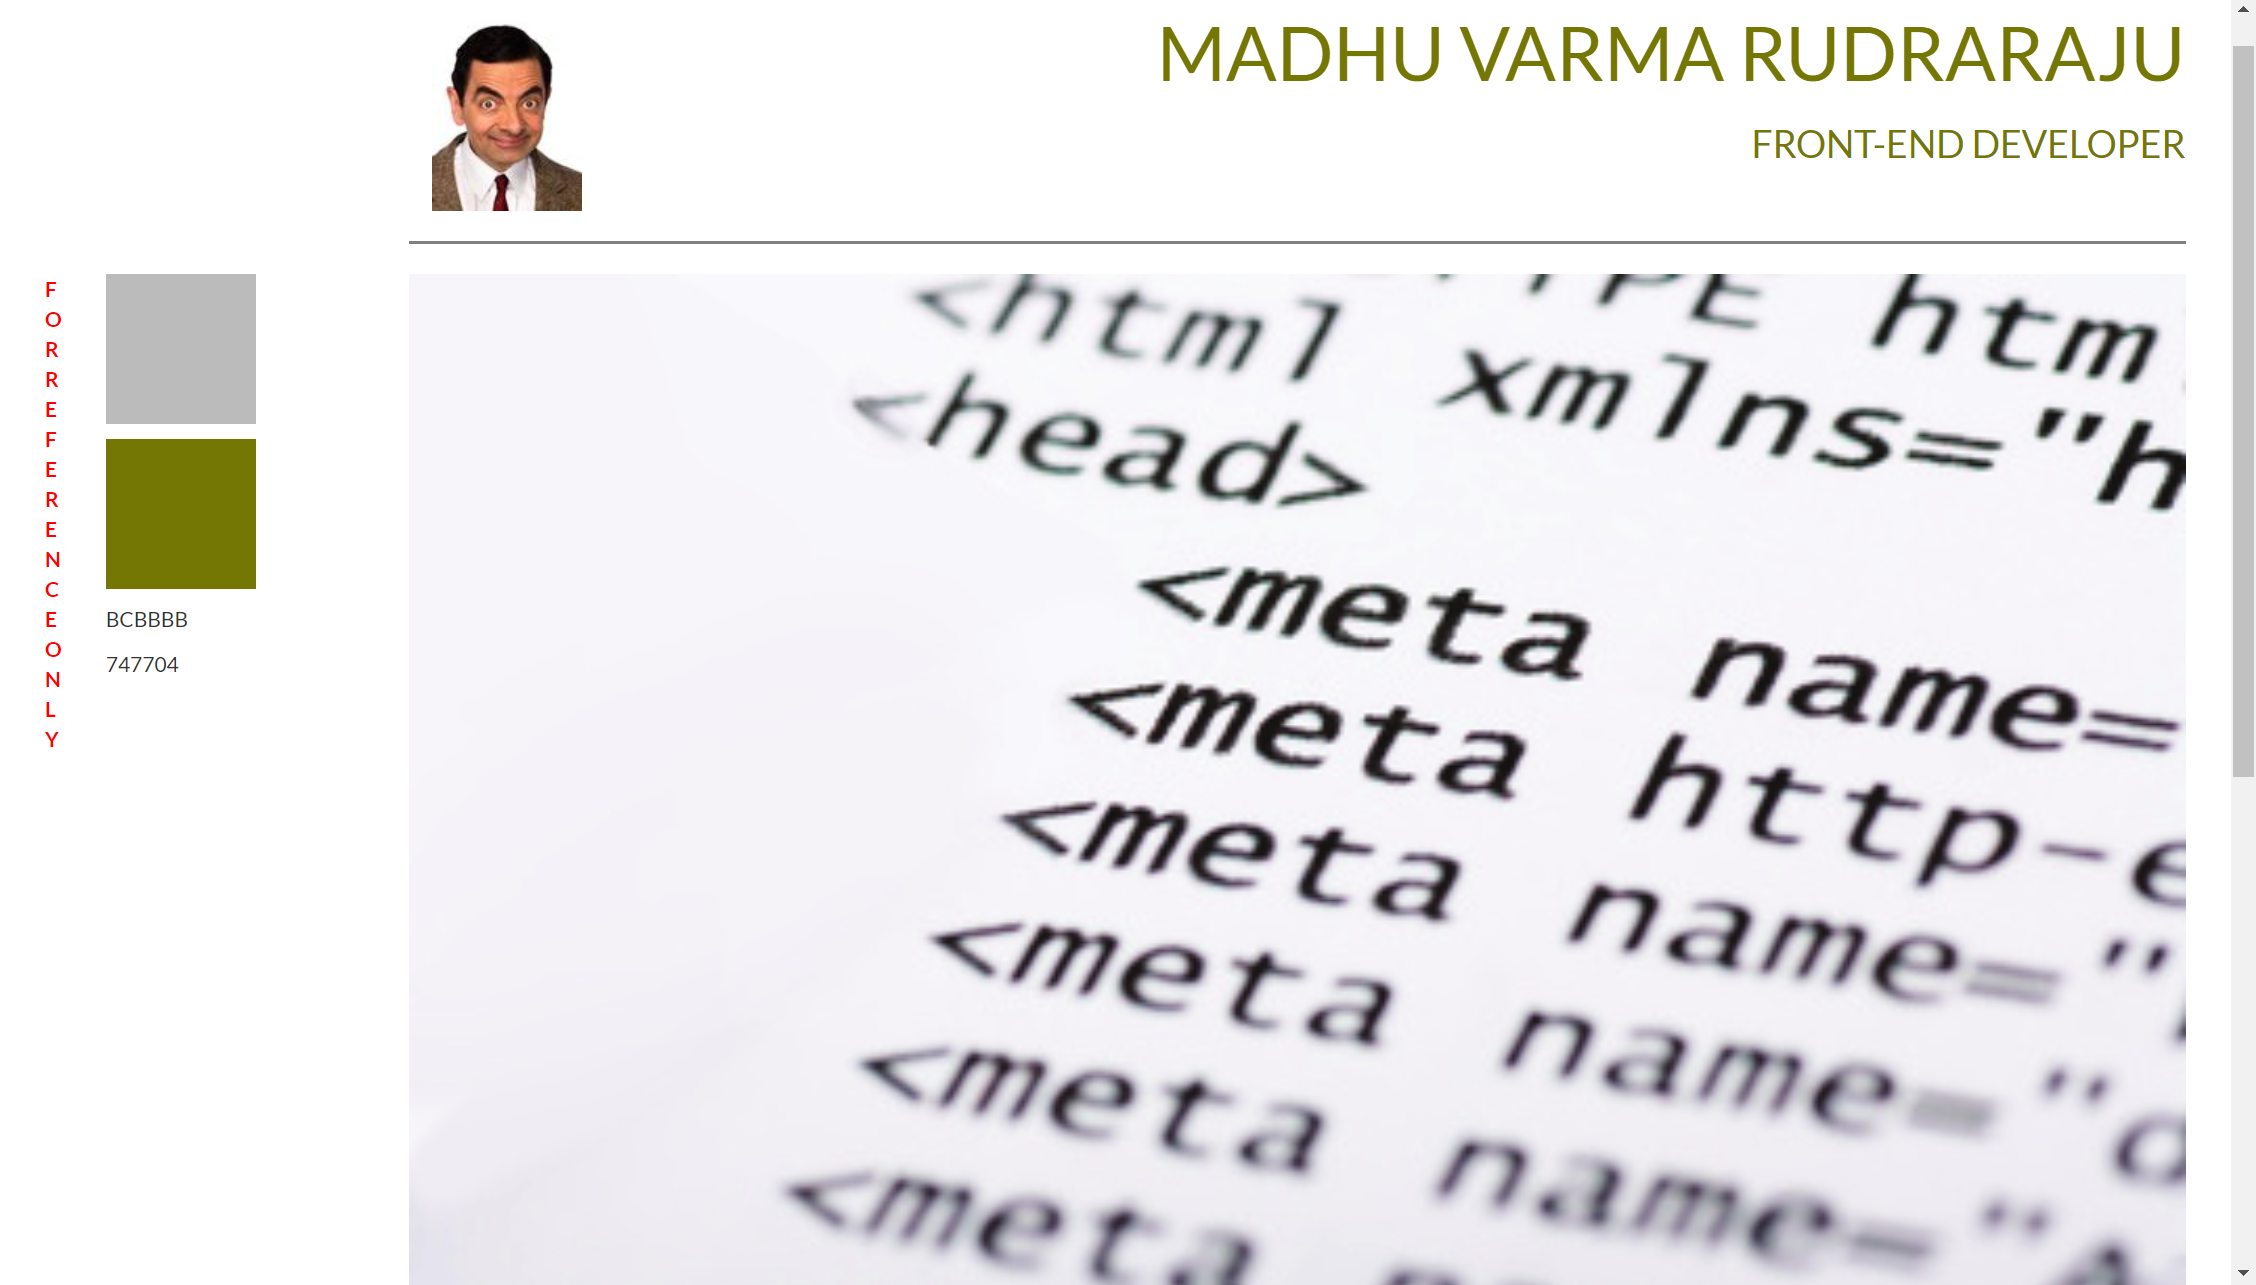 MADHU VARMA RUDRARAJU
FRONT-END DEVELOPER
F
O
R
R
E
F
E
R
E
N
C
E
O
N
L
Y
BCBBBB
747704
<html xmlns="h
<head>
<meta name=
<meta http-e
<meta name="
<meta name="d
<meta name="A
<meta